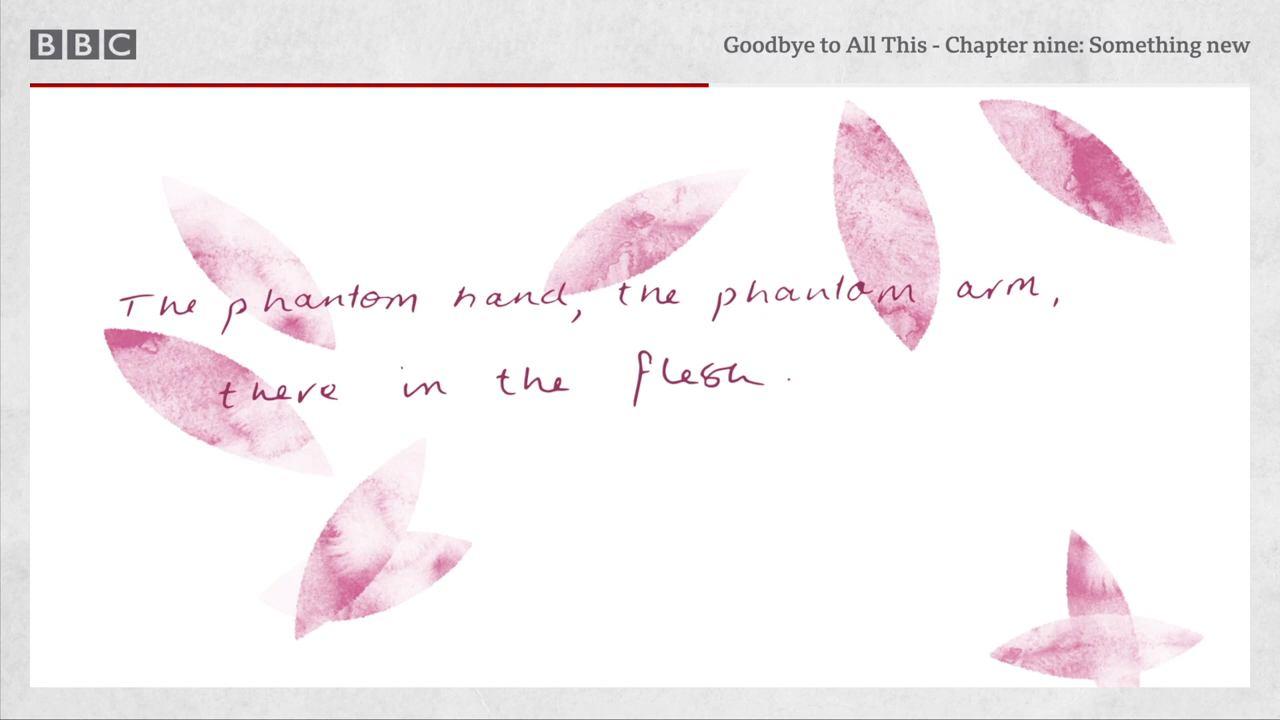 BBC
Goodbye to All This - Chapter nine: Something new
The phantom hand, the phantom arm,
there in the flesh.